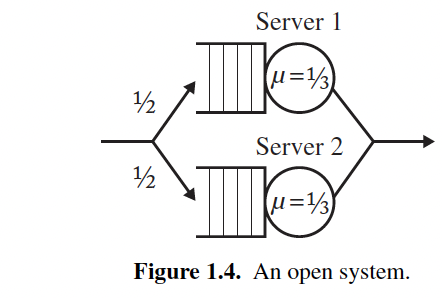 Server 1
μ=⅓
½
Server 2
½
μ=⅓
Figure 1.4. An open system.